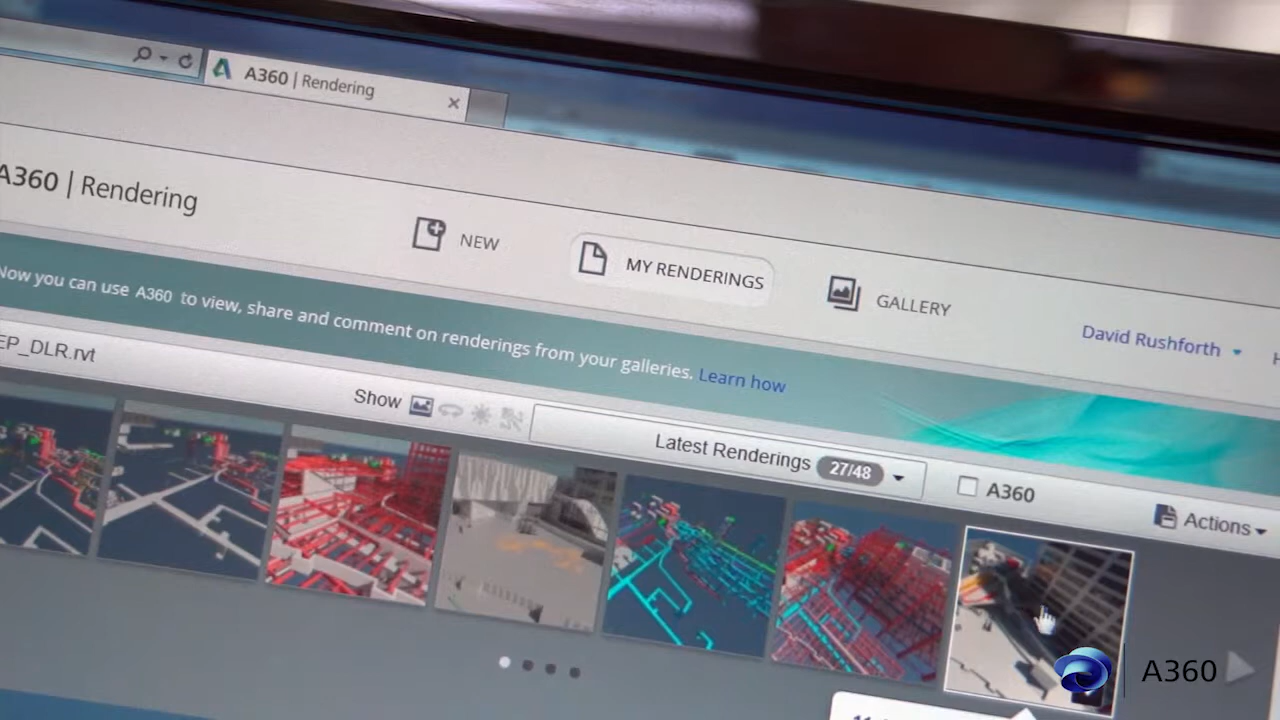 A360 | Rendering
A360 | Rendering
NEW
MY RENDERINGS
GALLERY
David Rushforth
Now you can use A360 to view, share and comment on renderings from your galleries. Learn how
EP_DLR.rvt
Show
Latest Renderings 27/48
A360
Actions
A360